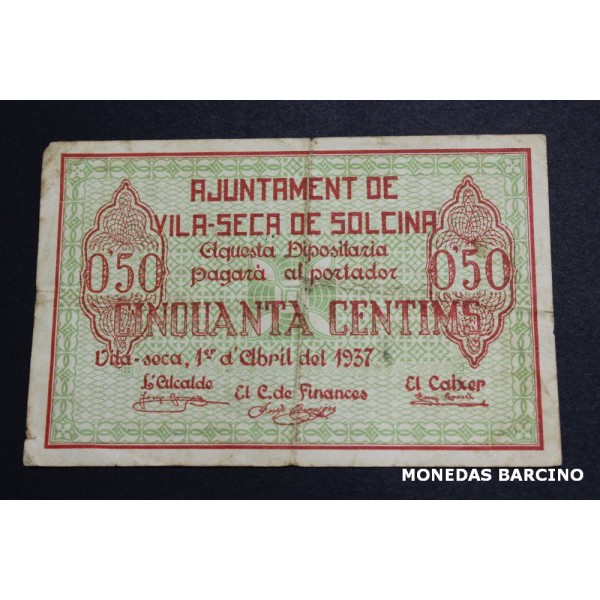 AJUNTAMENT DE
VILA-SECA DE SOLCINA
Aquesta Dipositaria
pagarà al portador
0'50
0'50
CINQUANTA CENTIMS
Vila-seca, 1er d'Abril del 1937
L'Alcalde
El C. de Finances
El Caixer
MONEDAS BARCINO